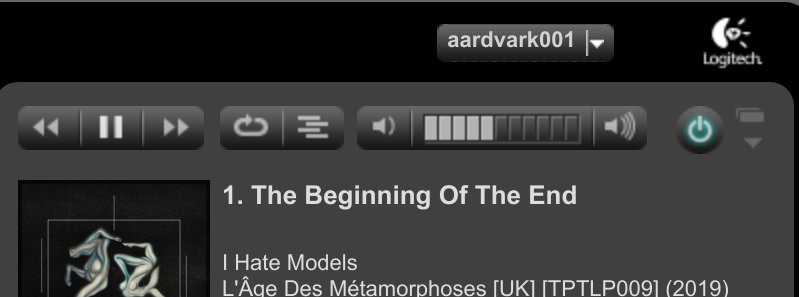 aardvark001
Logitech
1. The Beginning Of The End
I Hate Models
L'Âge Des Métamorphoses [UK] [TPTLP009] (2019)